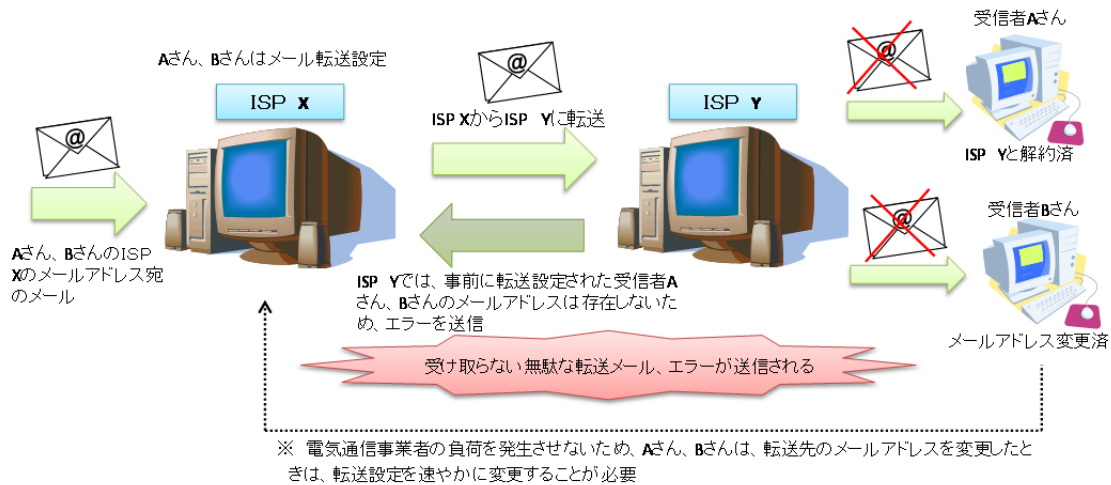 受信者Aさん
Aさん、Bさんはメール転送設定
@
@
@
ISP X
ISP Y
ISP XからISP Yに転送
@
ISP Yと解約済
受信者Bさん
@
Aさん、BさんのISP
Xのメールアドレス宛
のメール
ISP Yでは、事前に転送設定された受信者A
さん、Bさんのメールアドレスは存在しないた
め、エラーを送信
メールアドレス変更済
受け取らない無駄な転送メール、エラーが送信される
※ 電気通信事業者の負荷を発生させないため、Aさん、Bさんは、転送先のメールアドレスを変更したと
きは、転送設定を速やかに変更することが必要